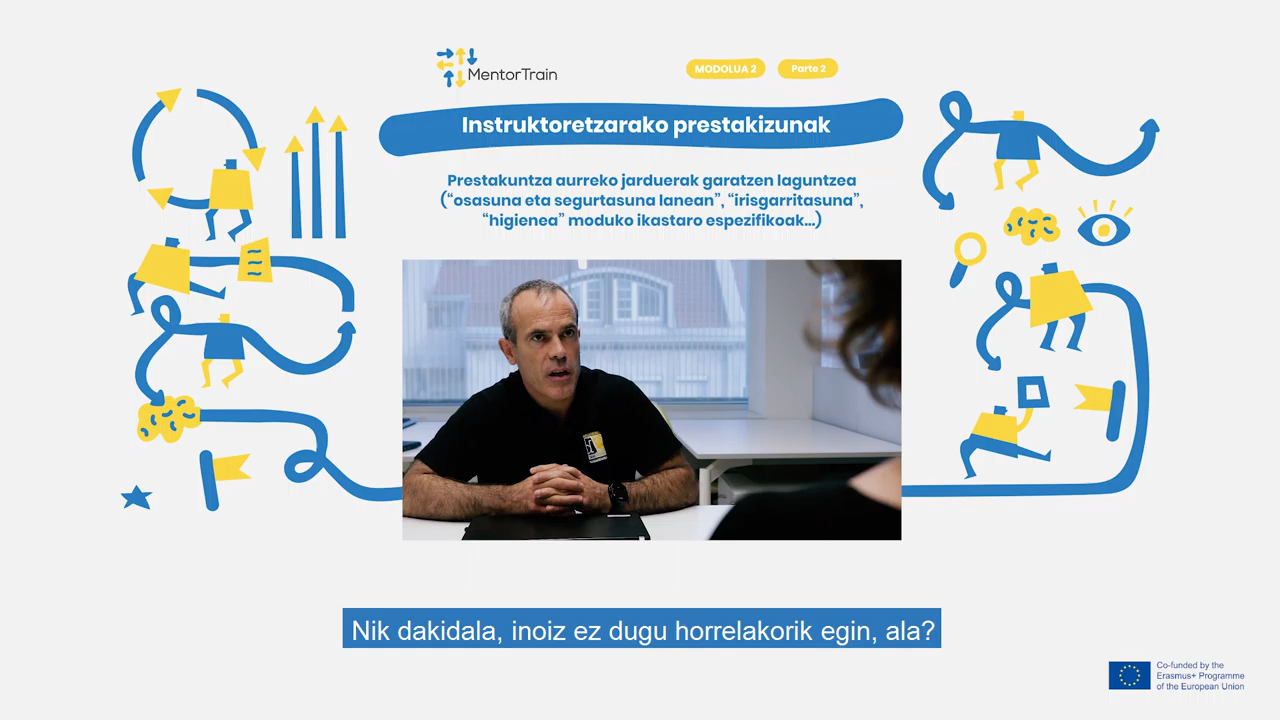 MentorTrain
MODOLUA 2
Parte 2
Instruktoretzarako prestakizunak
Prestakuntza aurreko jarduerak garatzen laguntzea
(“osasuna eta segurtasuna lanean”, “irisgarritasuna”,
“higienea” moduko ikastaro espezifikoak...)
Nik dakidala, inoiz ez dugu horrelakorik egin, ala?
Co-funded by the
Erasmus+ Programme
of the European Union